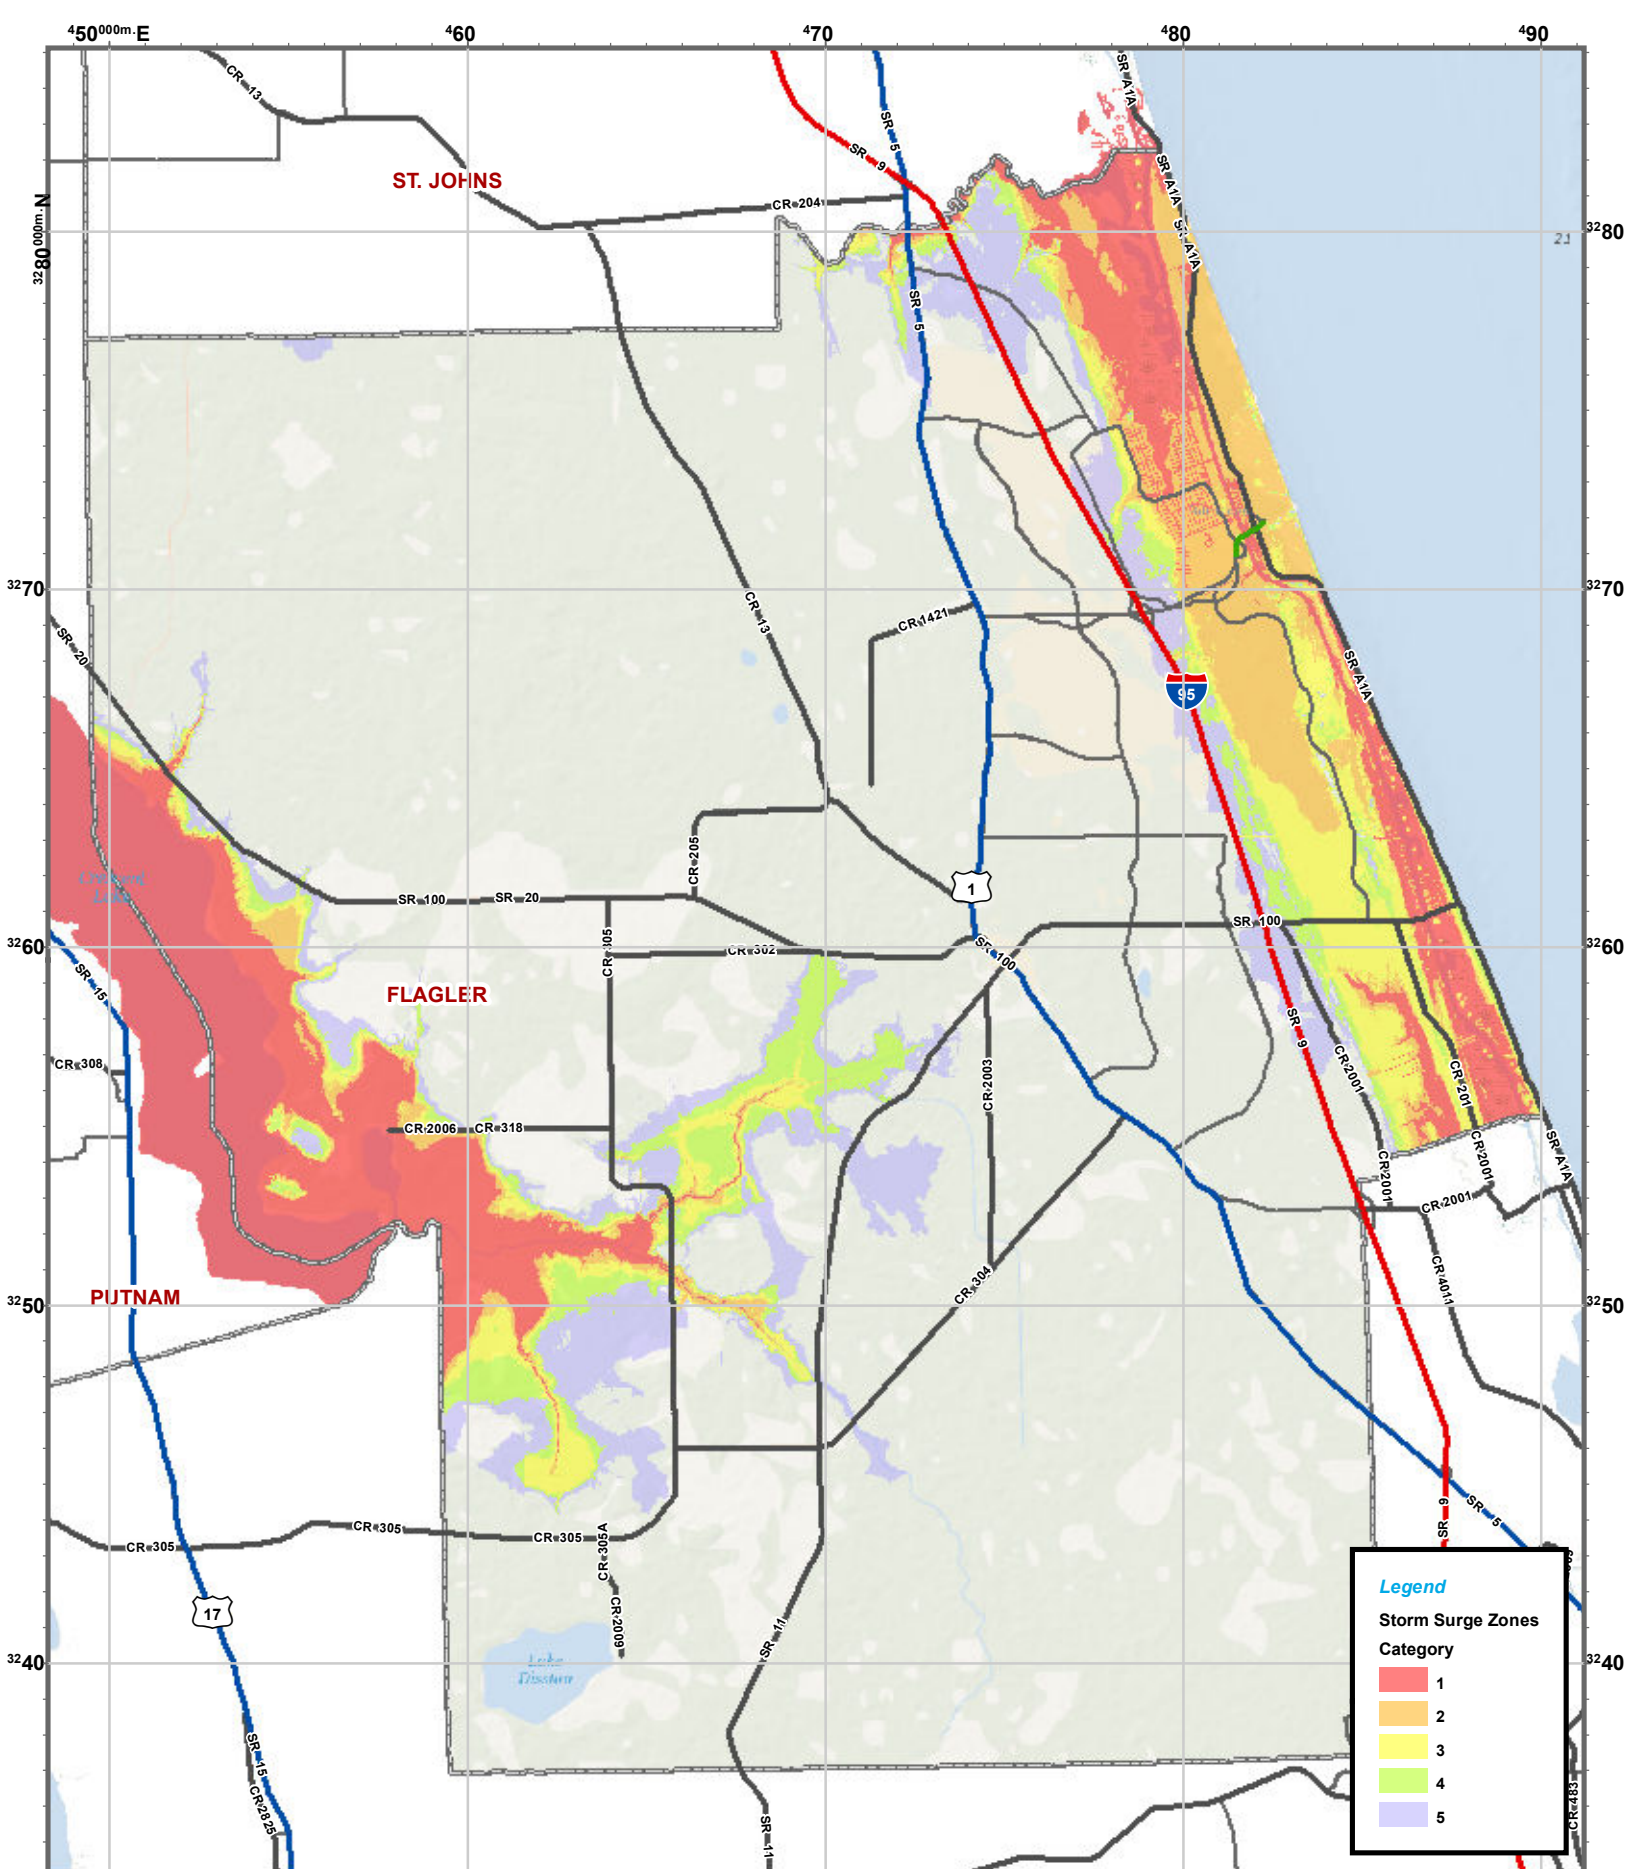 450000m. E
460
470
480
490
SR A1A
CR 13
SR 5
SR 9
ST. JOHNS
SR A1A
CR 204
3280000m. N
SR A1A
3280
21
SR 5
3270
3270
CR 13
CR 1421
SR 20
SR A1A
95
CR 205
1
SR 100
SR 20
SR 100
3260
CR 305
CR 302
SR 100
3260
SR 15
FLAGLER
SR 9
CR 308
CR 2003
CR 2001
CR 201
CR 2006
CR 318
CR 2001
SR A1A
CR 2001
CR 2001
PUTNAM
3250
CR 304
CR 4011
3250
SR 9
SR 5
CR 305
CR 305
CR 305
CR 305A
17
CR 2009
SR 11
3240
Lake
Disston
3240
SR 15
CR 2825
SR 11
CR 483
Legend
Storm Surge Zones
Category
1
2
3
4
5